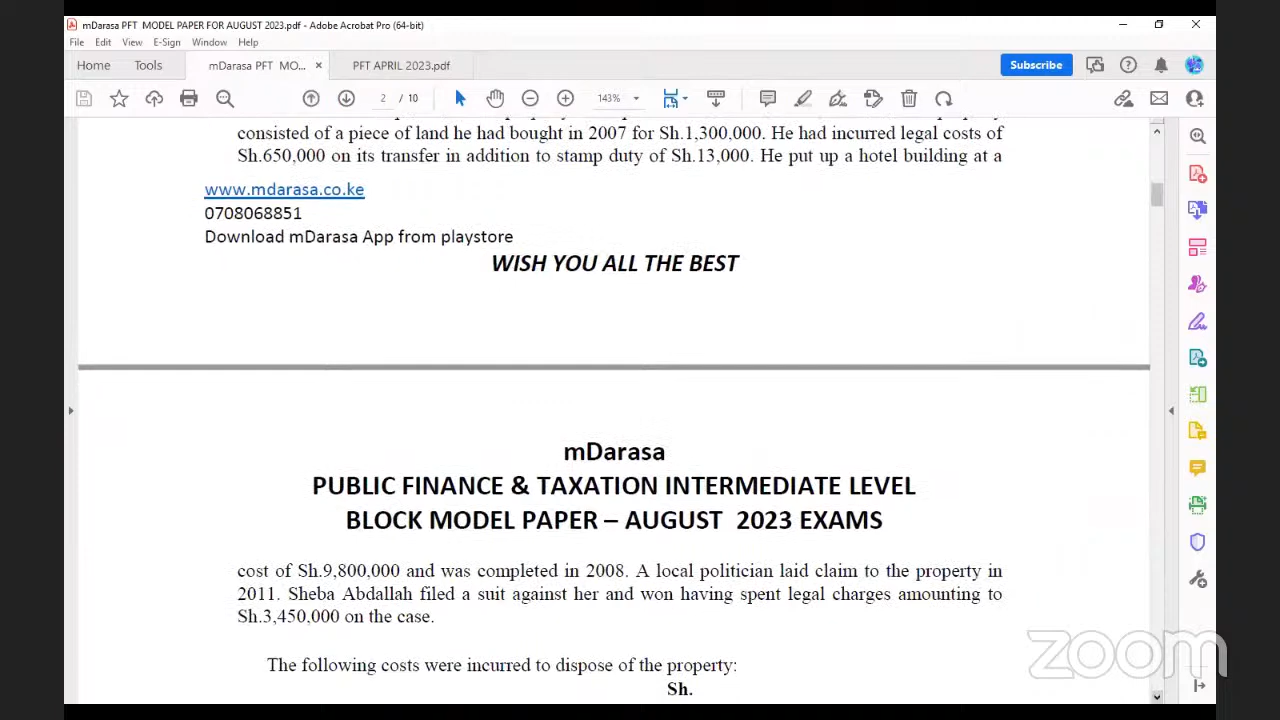 mDarasa PFT MODEL PAPER FOR AUGUST 2023.pdf - Adobe Acrobat Pro (64-bit)
File Edit View E-Sign Window Help
Home Tools mDarasa PFT MO... × PFT APRIL 2023.pdf Subscribe
2 / 10 143%
consisted of a piece of land he had bought in 2007 for Sh.1,300,000. He had incurred legal costs of
Sh.650,000 on its transfer in addition to stamp duty of Sh.13,000. He put up a hotel building at a
www.mdarasa.co.ke
0708068851
Download mDarasa App from playstore
WISH YOU ALL THE BEST
mDarasa
PUBLIC FINANCE & TAXATION INTERMEDIATE LEVEL
BLOCK MODEL PAPER – AUGUST 2023 EXAMS
cost of Sh.9,800,000 and was completed in 2008. A local politician laid claim to the property in
2011. Sheba Abdallah filed a suit against her and won having spent legal charges amounting to
Sh.3,450,000 on the case.
The following costs were incurred to dispose of the property:
Sh.
zoom